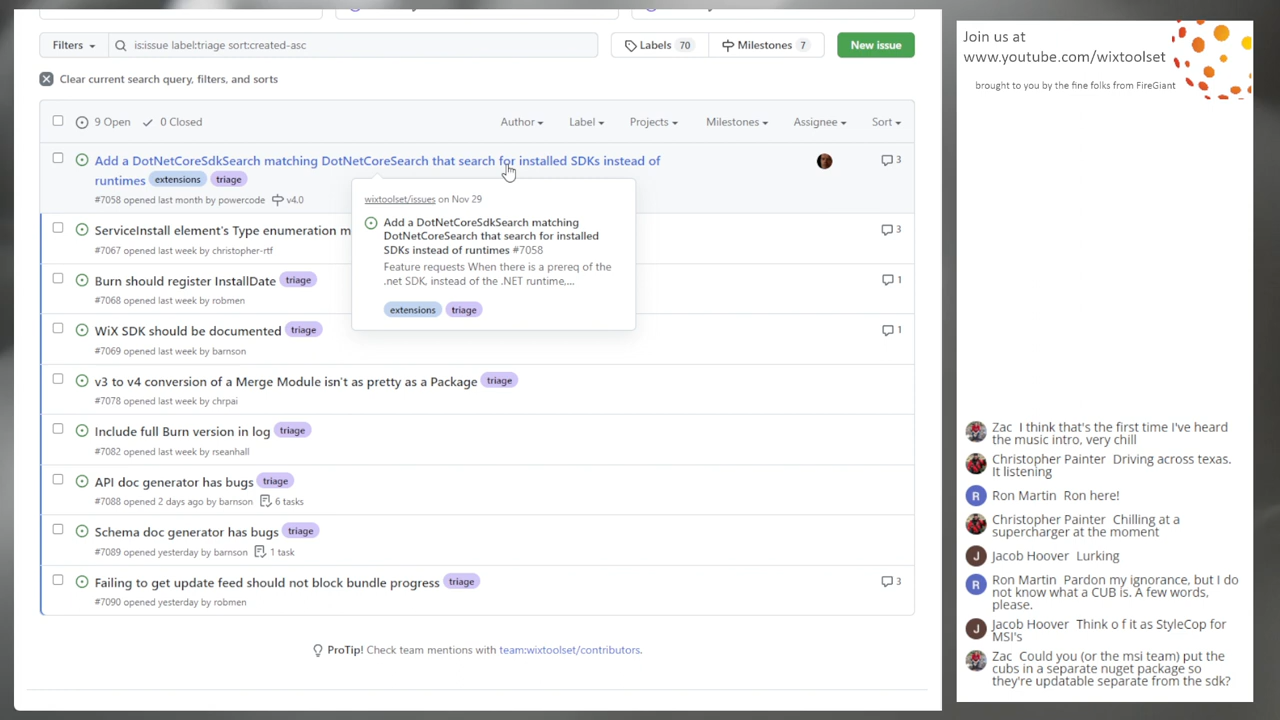 Filters
is:issue label:triage sort:created-asc
Labels 70
Milestones 7
New issue
Clear current search query, filters, and sorts
9 Open
0 Closed
Author
Label
Projects
Milestones
Assignee
Sort
Add a DotNetCoreSdkSearch matching DotNetCoreSearch that search for installed SDKs instead of
runtimes extensions triage
3
#7058 opened last month by powercode v4.0
wixtoolset/issues on Nov 29
Add a DotNetCoreSdkSearch matching
DotNetCoreSearch that search for installed
SDKs instead of runtimes #7058
Feature requests When there is a prereq of the
.net SDK, instead of the .NET runtime,...
extensions triage
ServiceInstall element's Type enumeration
3
#7067 opened last week by christopher-rtf
Burn should register InstallDate triage
1
#7068 opened last week by robmen
WiX SDK should be documented triage
1
#7069 opened last week by barnson
v3 to v4 conversion of a Merge Module isn't as pretty as a Package triage
#7078 opened last week by chrpai
Include full Burn version in log triage
#7082 opened last week by rseanhall
API doc generator has bugs triage
#7088 opened 2 days ago by barnson 6 tasks
Schema doc generator has bugs triage
#7089 opened yesterday by barnson 1 task
Failing to get update feed should not block bundle progress triage
3
#7090 opened yesterday by robmen
ProTip! Check team mentions with team:wixtoolset/contributors.
Join us at
www.youtube.com/wixtoolset
brought to you by the fine folks from FireGiant
Zac I think that's the first time I've heard
the music intro, very chill
Christopher Painter Driving across texas.
It listening
R
Ron Martin Ron here!
Christopher Painter Chilling at a
supercharger at the moment
J
Jacob Hoover Lurking
R
Ron Martin Pardon my ignorance, but I do
not know what a CUB is. A few words,
please.
J
Jacob Hoover Think o f it as StyleCop for
MSI's
Zac Could you (or the msi team) put the
cubs in a separate nuget package so
they're updatable separate from the sdk?